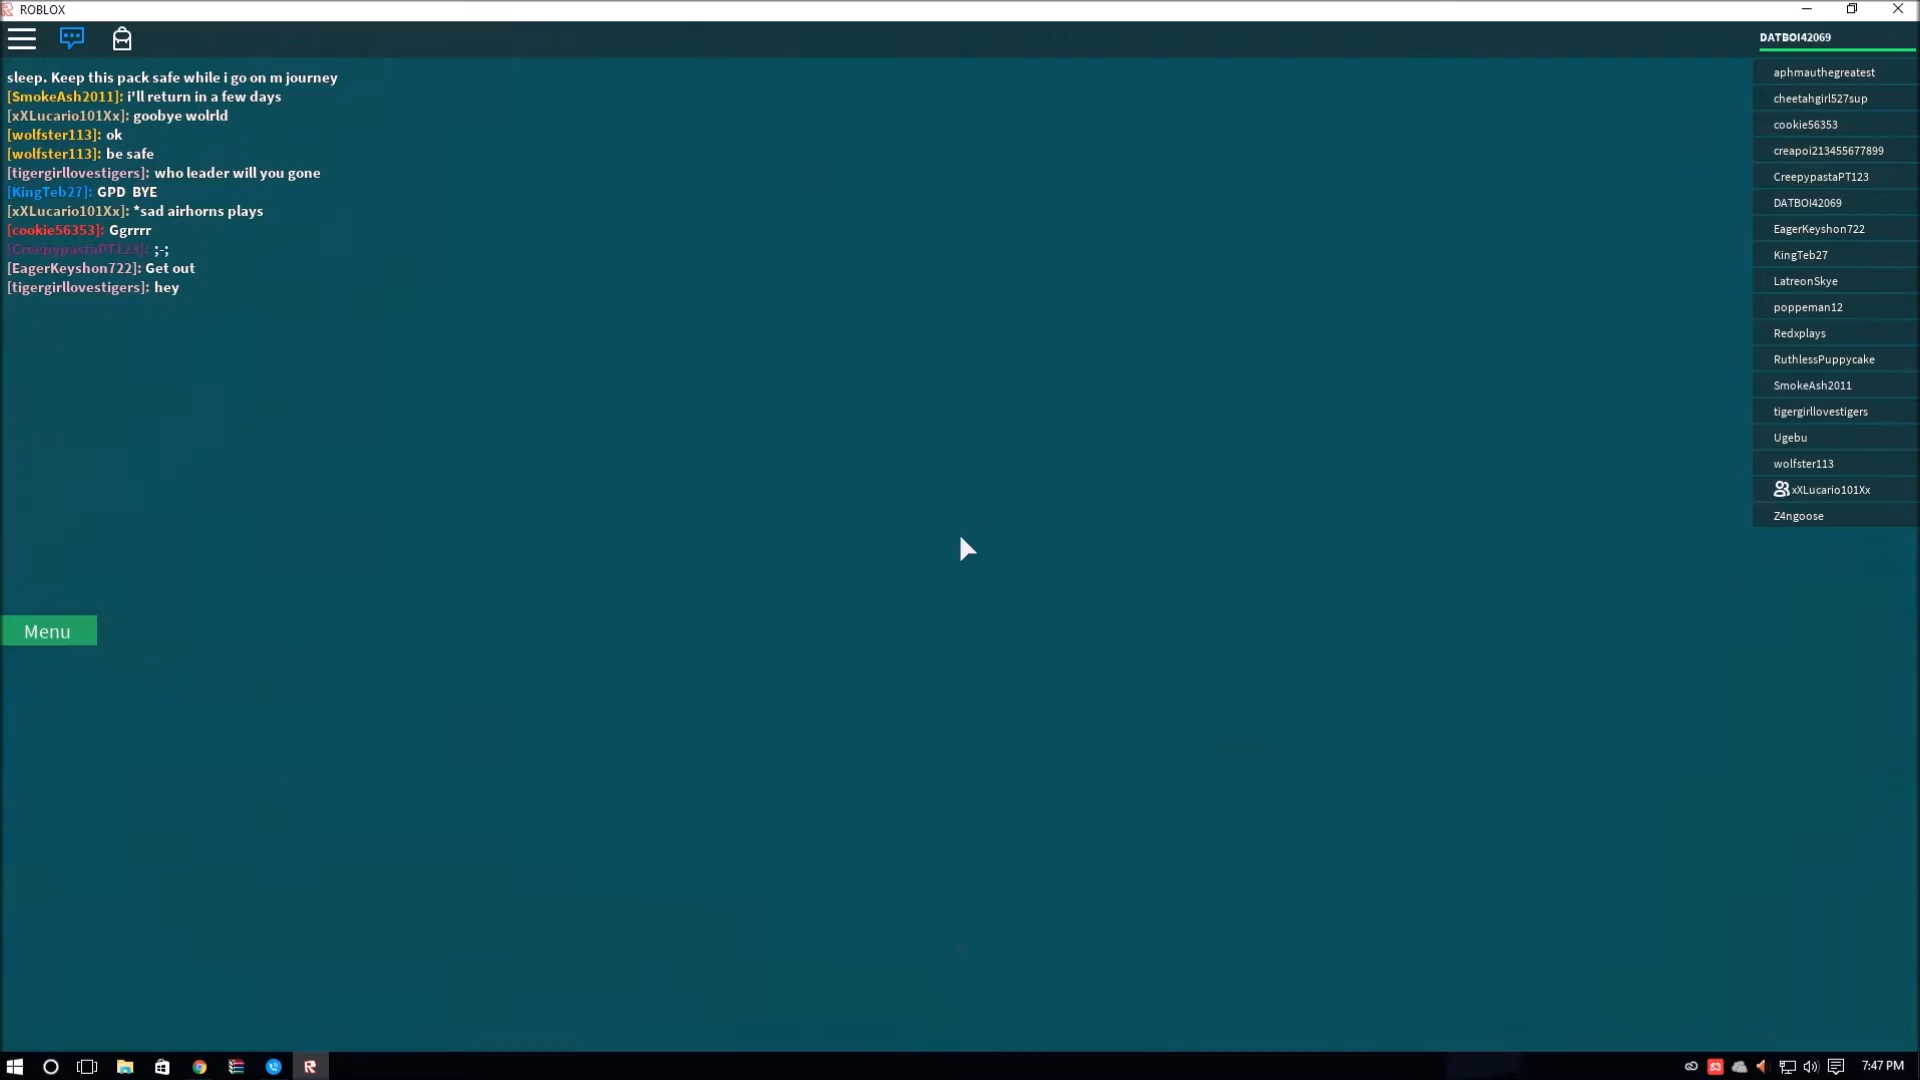 ROBLOX
DATBOI42069
sleep. Keep this pack safe while i go on m journey
[SmokeAsh2011]: i'll return in a few days
[xXLucario101Xx]: goobye wolrld
[wolfster113]: ok
[wolfster113]: be safe
[tigergirllovestigers]: who leader will you gone
[KingTeb27]: GPD BYE
[xXLucario101Xx]: *sad airhorns plays
[cookie56353]: Ggrrrr
[CreepypastaPT123]: ;-;
[EagerKeyshon722]: Get out
[tigergirllovestigers]: hey
aphmauthegreatest
cheetahgirl527sup
cookie56353
creapoi213455677899
CreepypastaPT123
DATBOI42069
EagerKeyshon722
KingTeb27
LatreonSkye
poppeman12
Redxplays
RuthlessPuppycake
SmokeAsh2011
tigergirllovestigers
Ugebu
wolfster113
xXLucario101Xx
Z4ngoose
Menu
7:47 PM